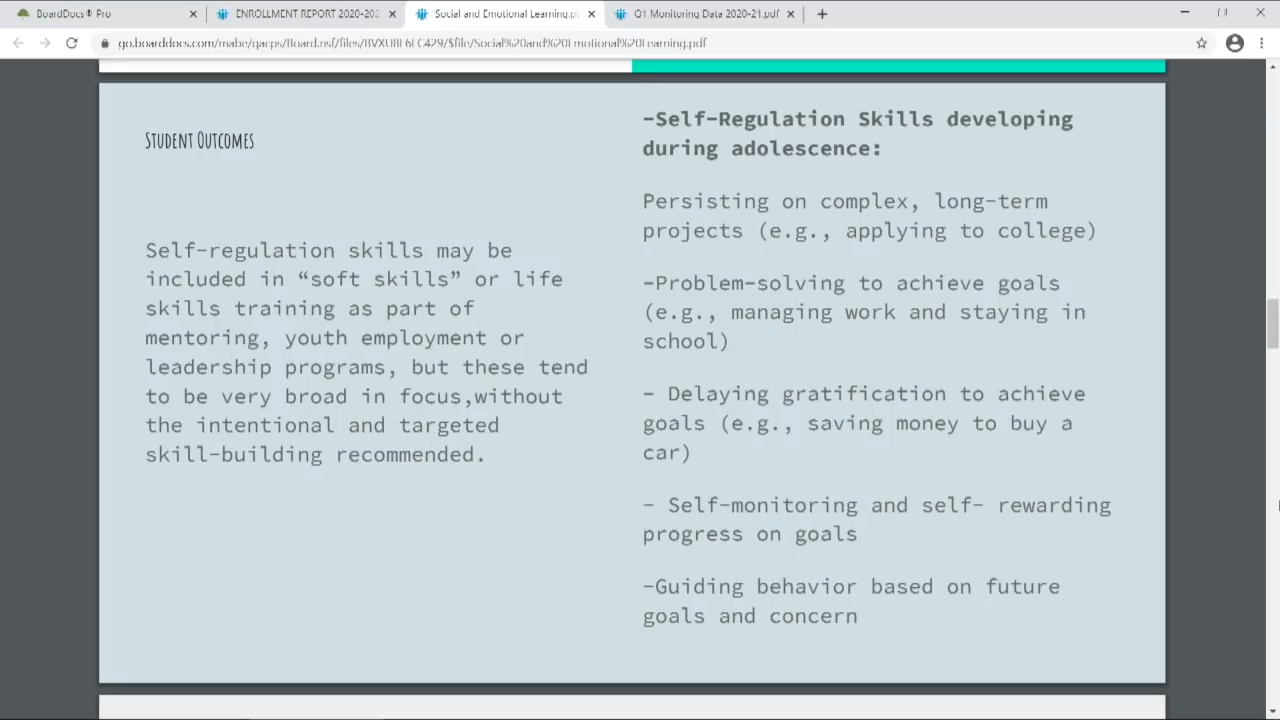 BoardDocs® Pro
ENROLLMENT REPORT 2020-202
Social and Emotional Learning.pd
Q1 Monitoring Data 2020-21.pdf
Student Outcomes
Self-regulation skills may be
included in “soft skills” or life
skills training as part of
mentoring, youth employment or
leadership programs, but these tend
to be very broad in focus,without
the intentional and targeted
skill-building recommended.
-Self-Regulation Skills developing
during adolescence:
Persisting on complex, long-term
projects (e.g., applying to college)
-Problem-solving to achieve goals
(e.g., managing work and staying in
school)
- Delaying gratification to achieve
goals (e.g., saving money to buy a
car)
- Self-monitoring and self- rewarding
progress on goals
-Guiding behavior based on future
goals and concern